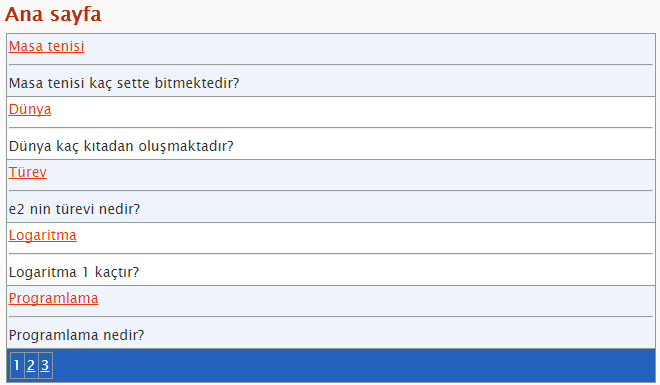 Ana sayfa
Masa tenisi
Masa tenisi kaç sette bitmektedir?
Dünya
Dünya kaç kıtadan oluşmaktadır?
Türev
e2 nin türevi nedir?
Logaritma
Logaritma 1 kaçtır?
Programlama
Programlama nedir?
1 2 3